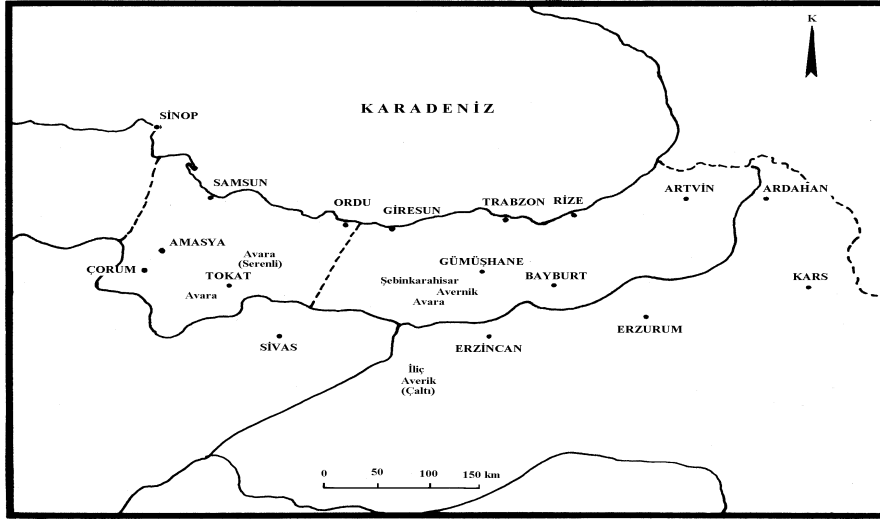 K
KARADENİZ
SİNOP
SAMSUN
ORDU
GİRESUN
TRABZON
RİZE
ARTVİN
ARDAHAN
AMASYA
Avara
(Serenli)
ÇORUM
TOKAT
Avara
GÜMÜŞHANE
Şebinkarahisar
Avernik
Avara
BAYBURT
KARS
SİVAS
ERZİNCAN
ERZURUM
İliç
Averik
(Çaltı)
0 50 100 150 km